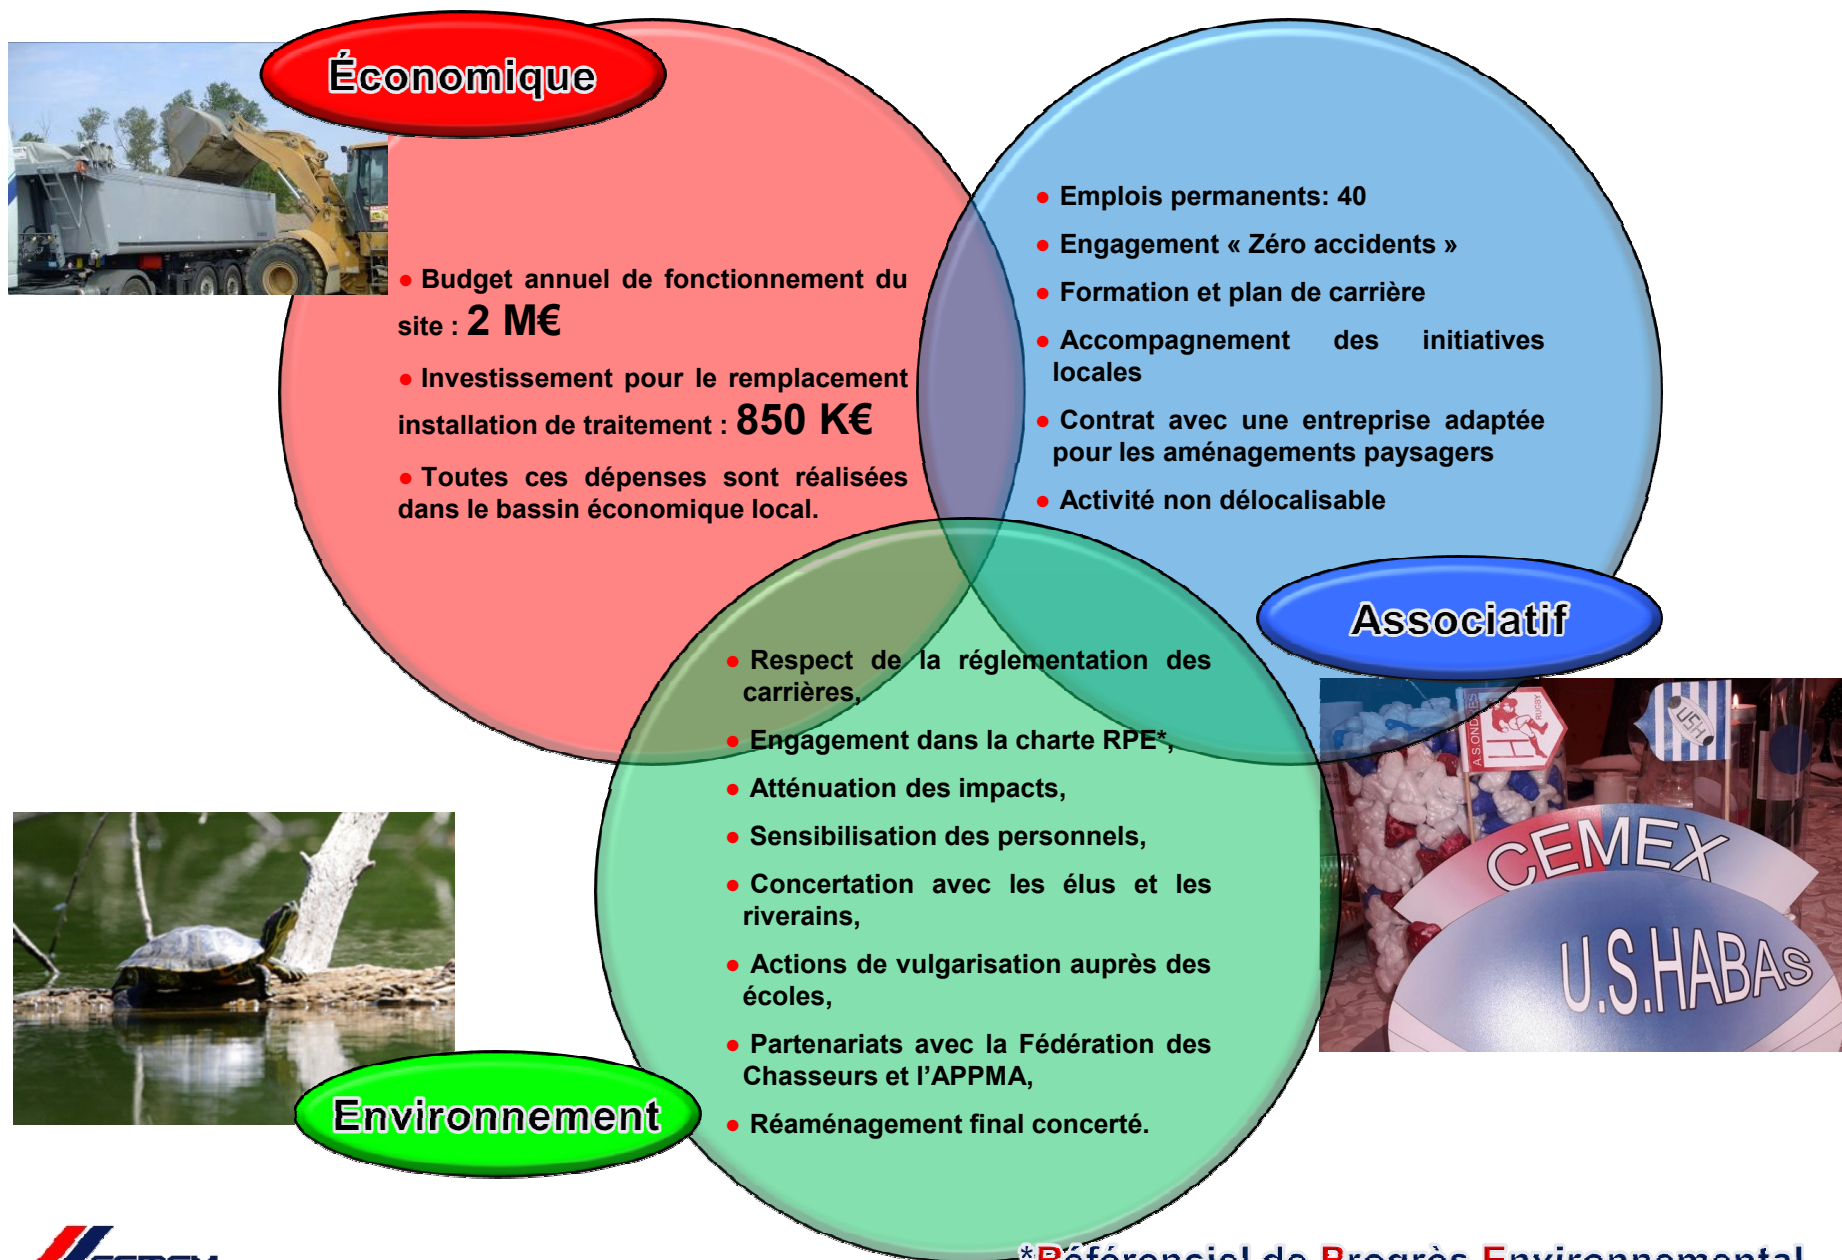 Économique
● Budget annuel de fonctionnement du
site : 2 M€
● Investissement pour le remplacement
installation de traitement : 850 K€
● Toutes ces dépenses sont réalisées
dans le bassin économique local.
● Emplois permanents: 40
● Engagement « Zéro accidents »
● Formation et plan de carrière
● Accompagnement des initiatives
locales
● Contrat avec une entreprise adaptée
pour les aménagements paysagers
● Activité non délocalisable
Associatif
● Respect de la réglementation des
carrières,
● Engagement dans la charte RPE*,
● Atténuation des impacts,
● Sensibilisation des personnels,
● Concertation avec les élus et les
riverains,
● Actions de vulgarisation auprès des
écoles,
● Partenariats avec la Fédération des
Chasseurs et l'APPMA,
● Réaménagement final concerté.
Environnement
A.S.ONDRES
RUGBY
USH
CEMEX
U.S.HABAS
CEMEX
*Référenciel de Progrès Environnemental